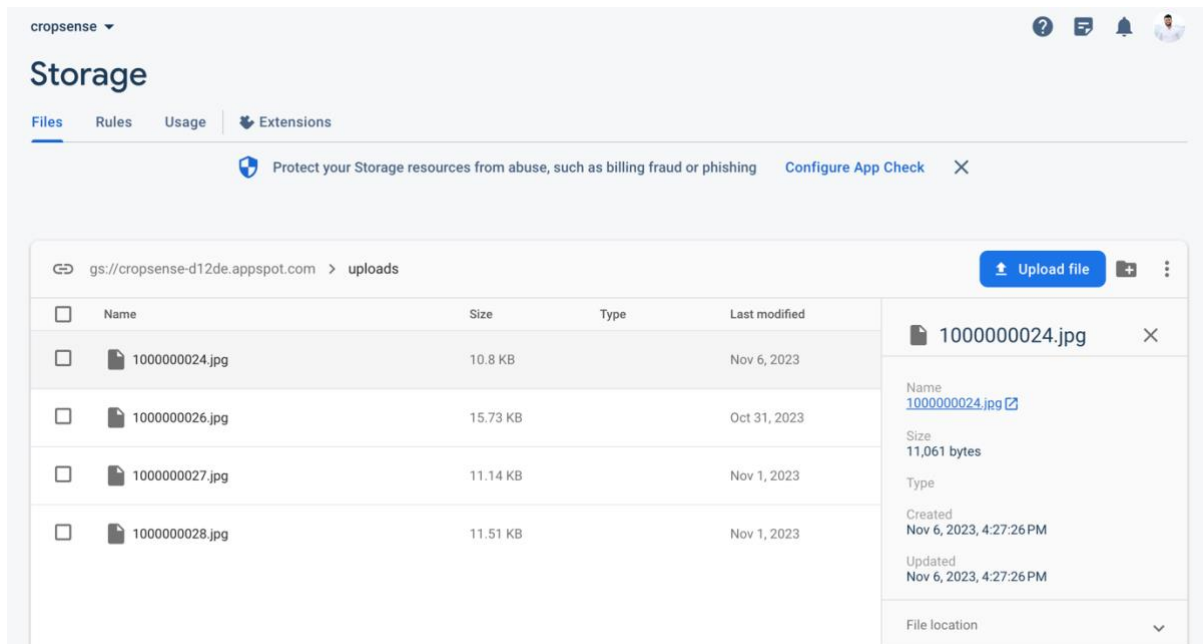 cropsense
Storage
Files Rules Usage Extensions
Protect your Storage resources from abuse, such as billing fraud or phishing Configure App Check
gs://cropsense-d12de.appspot.com > uploads Upload file
Name Size Type Last modified
1000000024.jpg 10.8 KB Nov 6, 2023
1000000026.jpg 15.73 KB Oct 31, 2023
1000000027.jpg 11.14 KB Nov 1, 2023
1000000028.jpg 11.51 KB Nov 1, 2023
1000000024.jpg
Name
1000000024.jpg
Size
11,061 bytes
Type
Created
Nov 6, 2023, 4:27:26 PM
Updated
Nov 6, 2023, 4:27:26 PM
File location